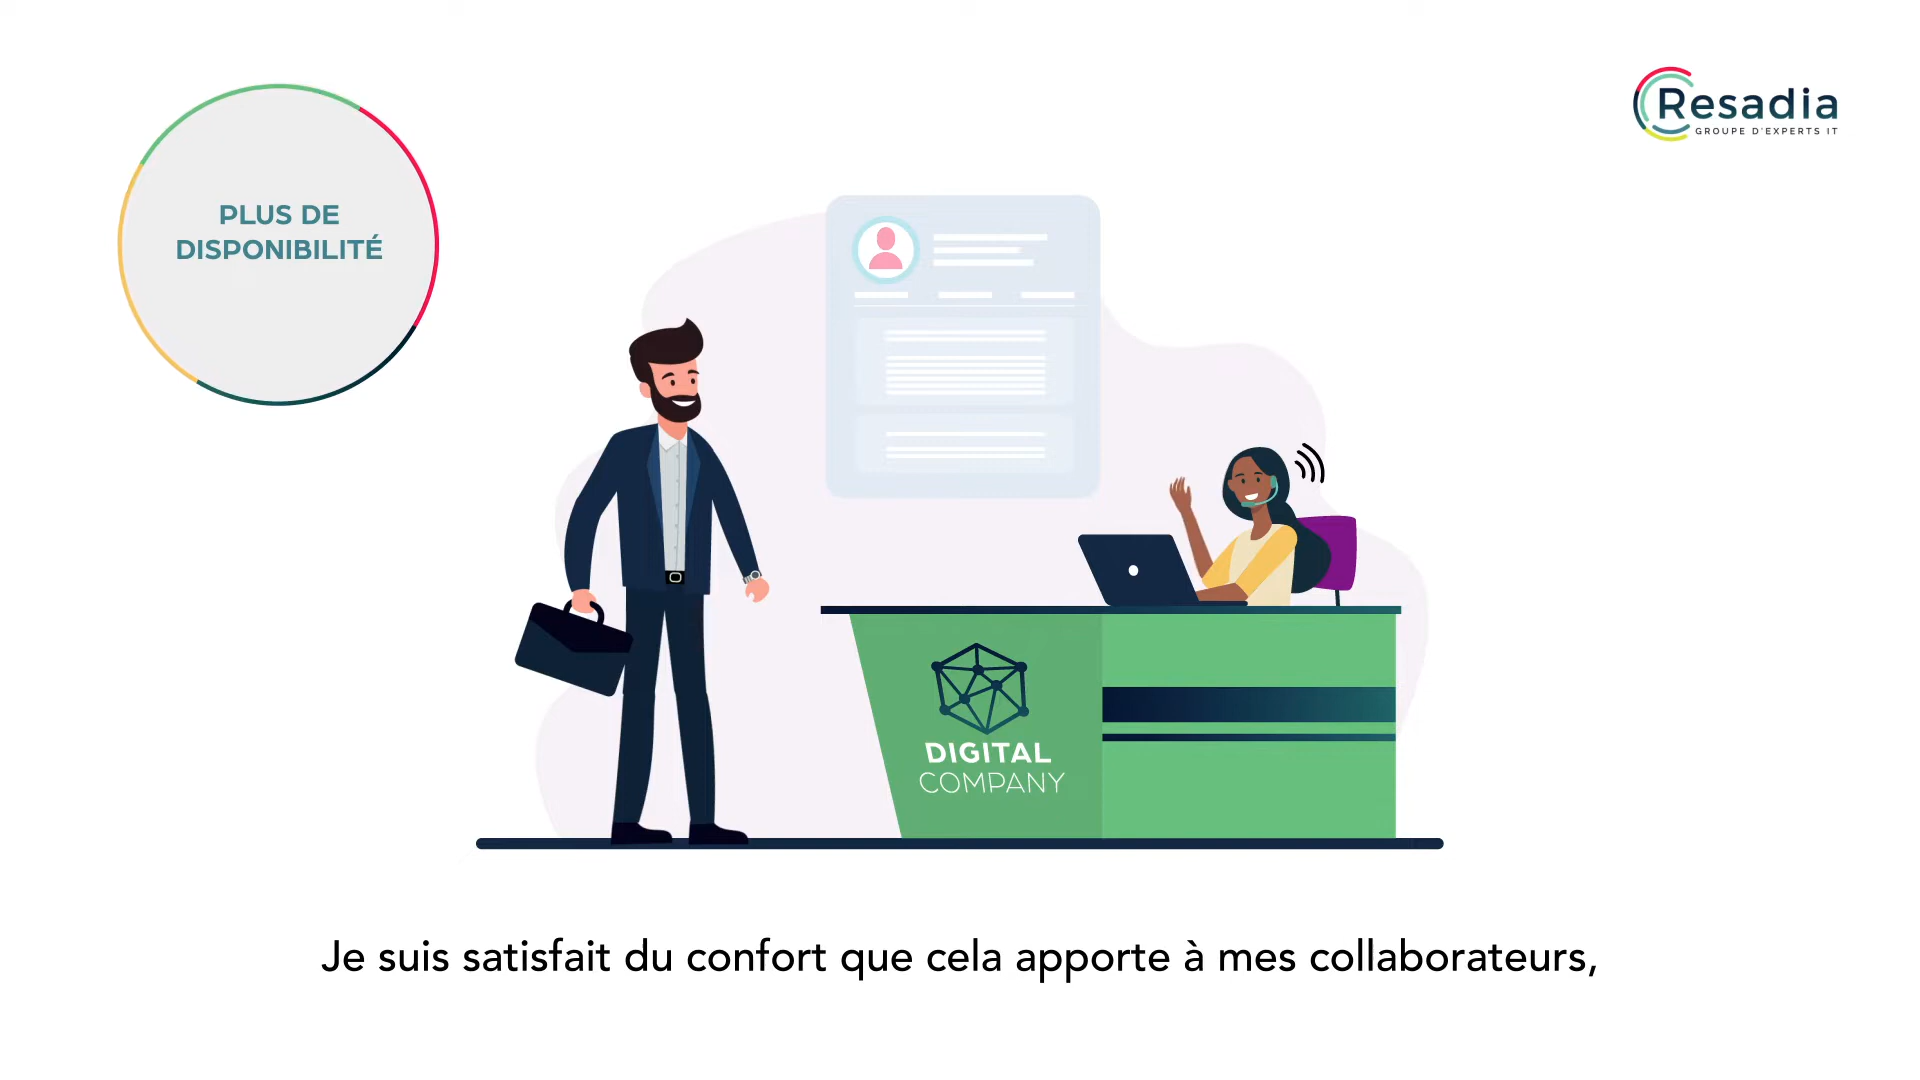 Resadia
GROUPE D'EXPERTS IT
PLUS DE
DISPONIBILITÉ
DIGITAL
COMPANY
Je suis satisfait du confort que cela apporte à mes collaborateurs,